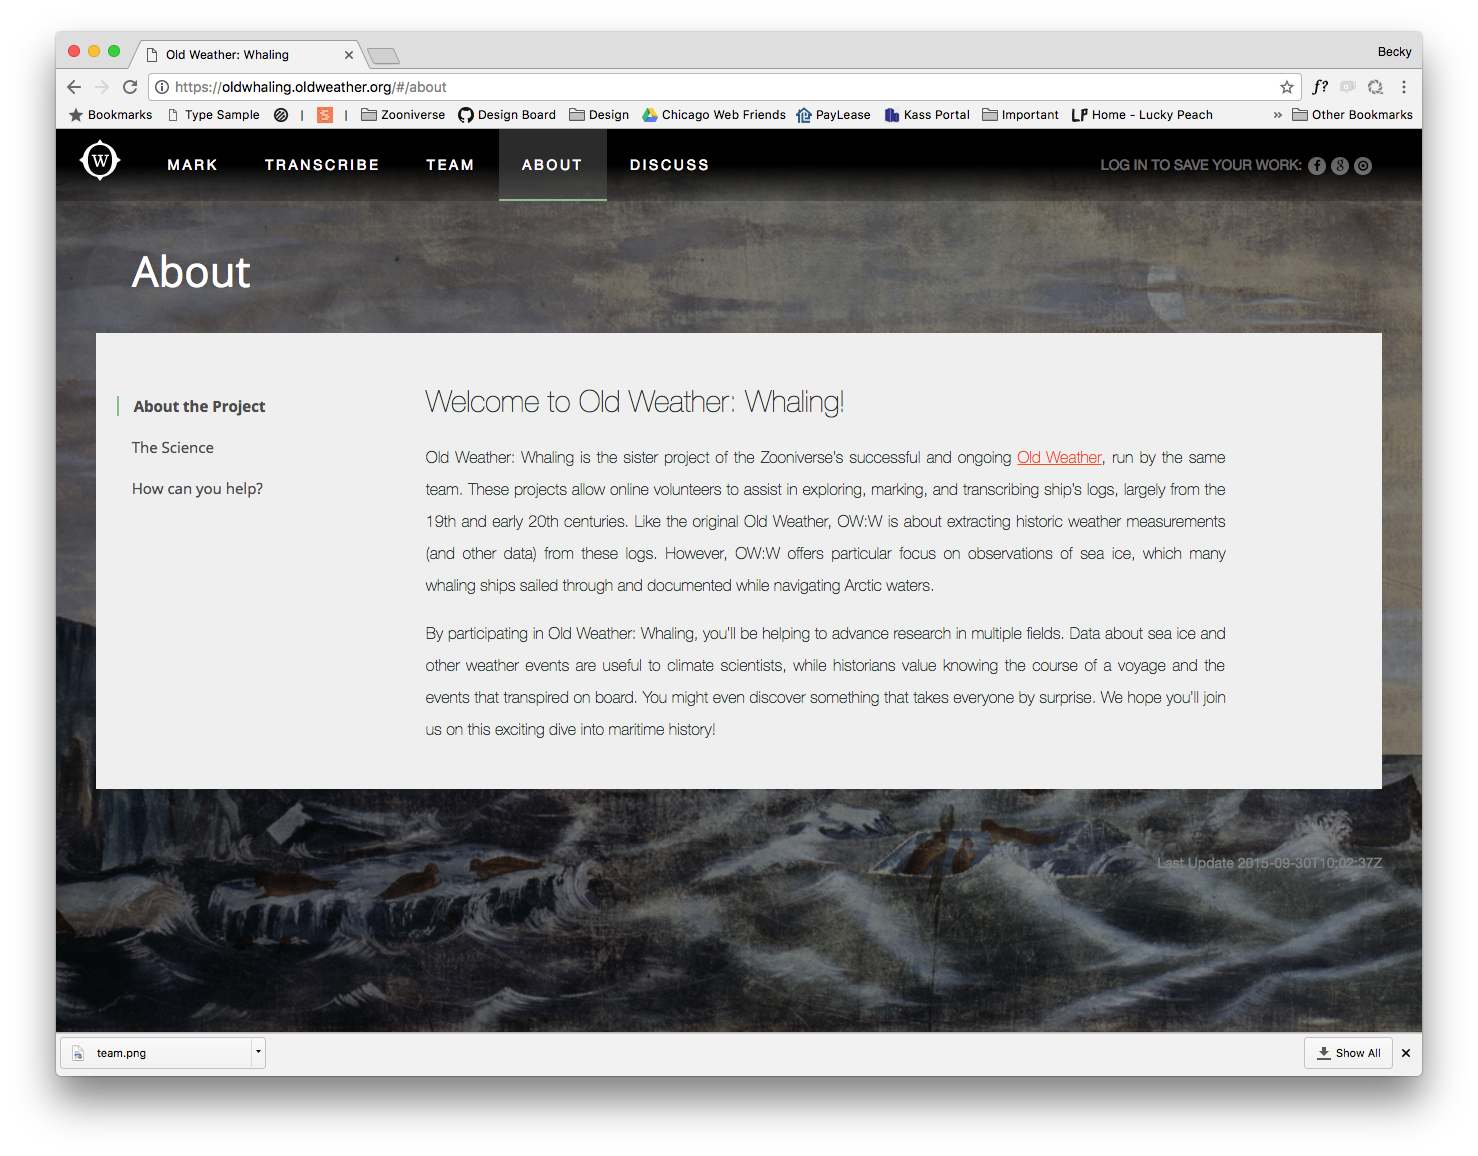 Old Weather: Whaling
Becky
https://oldwhaling.oldweather.org/#/about
f?
Bookmarks Type Sample | | Zooniverse Design Board Design Chicago Web Friends PayLease Kass Portal Important LP Home - Lucky Peach » Other Bookmarks
W MARK TRANSCRIBE TEAM ABOUT DISCUSS LOG IN TO SAVE YOUR WORK:
About
About the Project
The Science
How can you help?
Welcome to Old Weather: Whaling!
Old Weather: Whaling is the sister project of the Zooniverse's successful and ongoing Old Weather, run by the same
team. These projects allow online volunteers to assist in exploring, marking, and transcribing ship's logs, largely from the
19th and early 20th centuries. Like the original Old Weather, OW:W is about extracting historic weather measurements
(and other data) from these logs. However, OW:W offers particular focus on observations of sea ice, which many
whaling ships sailed through and documented while navigating Arctic waters.
By participating in Old Weather: Whaling, you'll be helping to advance research in multiple fields. Data about sea ice and
other weather events are useful to climate scientists, while historians value knowing the course of a voyage and the
events that transpired on board. You might even discover something that takes everyone by surprise. We hope you'll join
us on this exciting dive into maritime history!
Last Update 2015-09-30T10:02:37Z
team.png
Show All